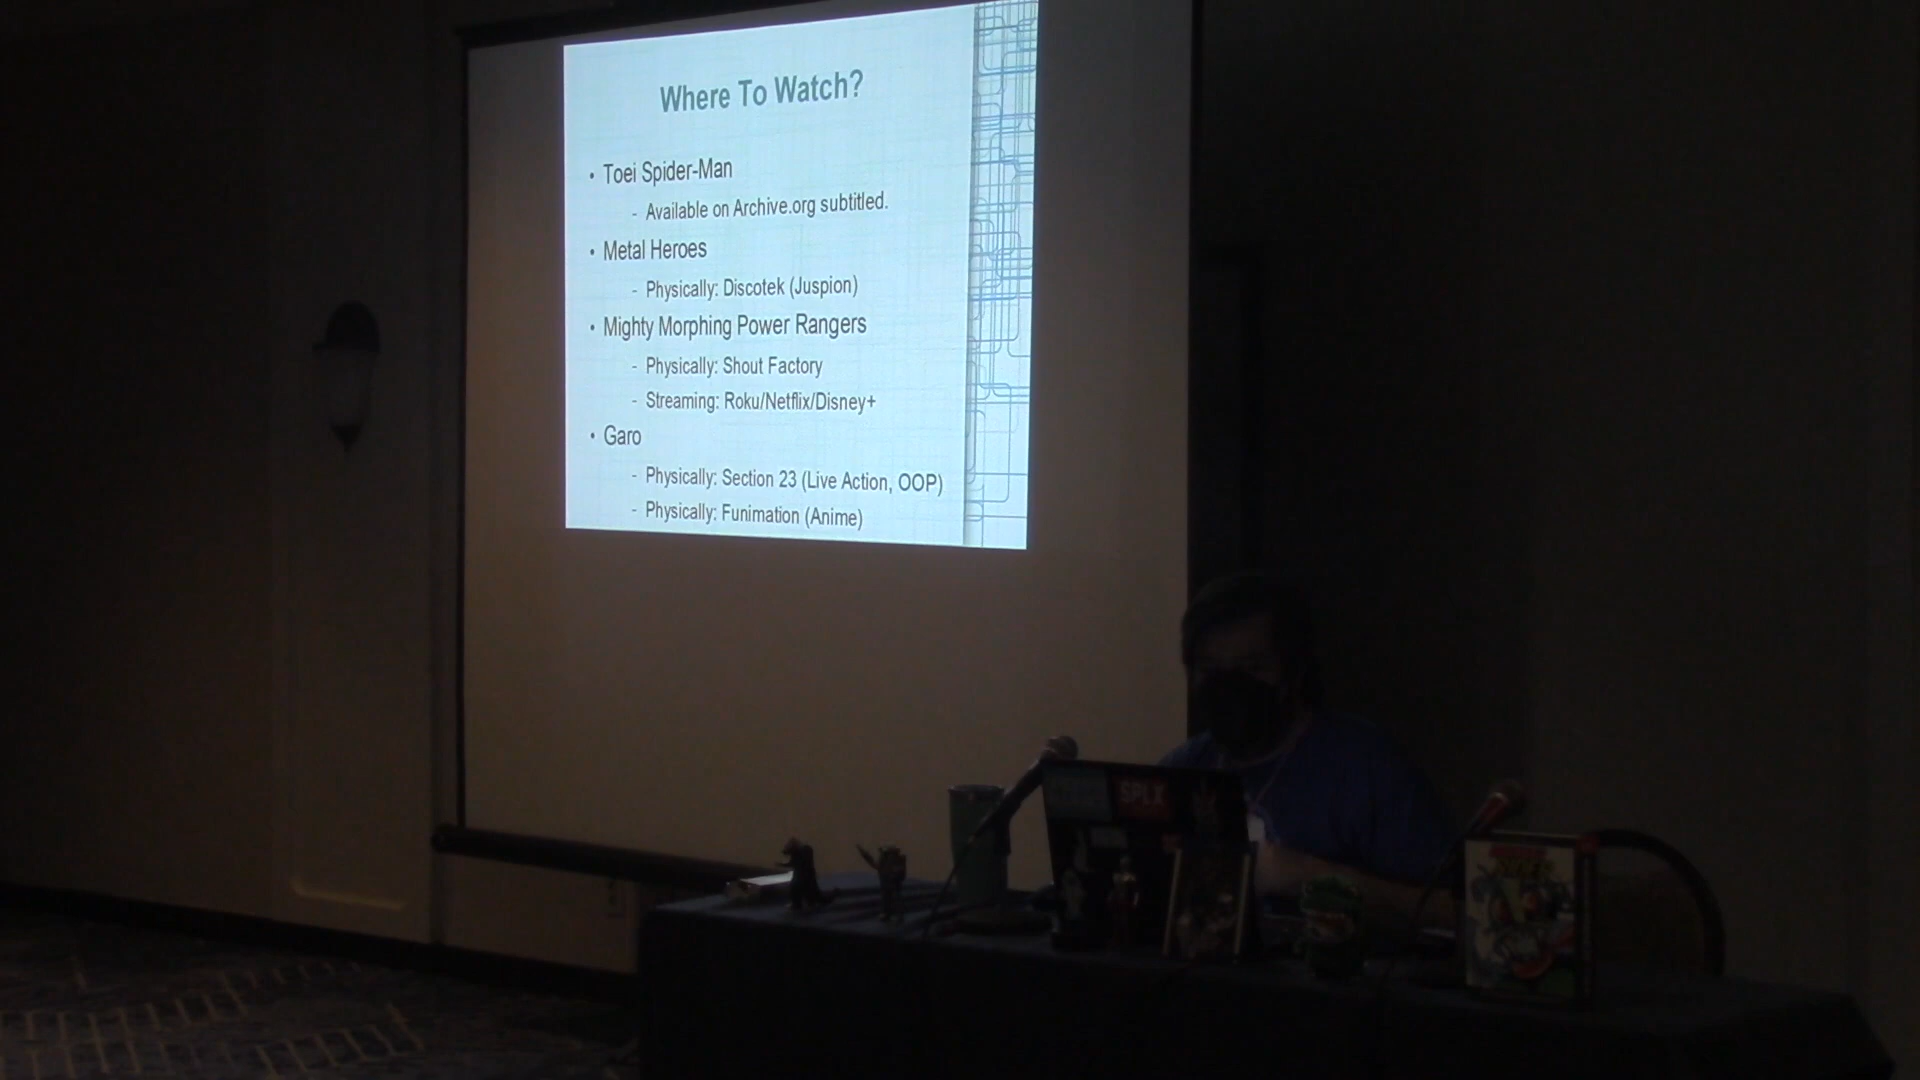 Where To Watch?
• Toei Spider-Man
- Available on Archive.org subtitled.
• Metal Heroes
- Physically: Discotek (Juspion)
• Mighty Morphing Power Rangers
- Physically: Shout Factory
- Streaming: Roku/Netflix/Disney+
• Garo
- Physically: Section 23 (Live Action, OOP)
- Physically: Funimation (Anime)
SPLX